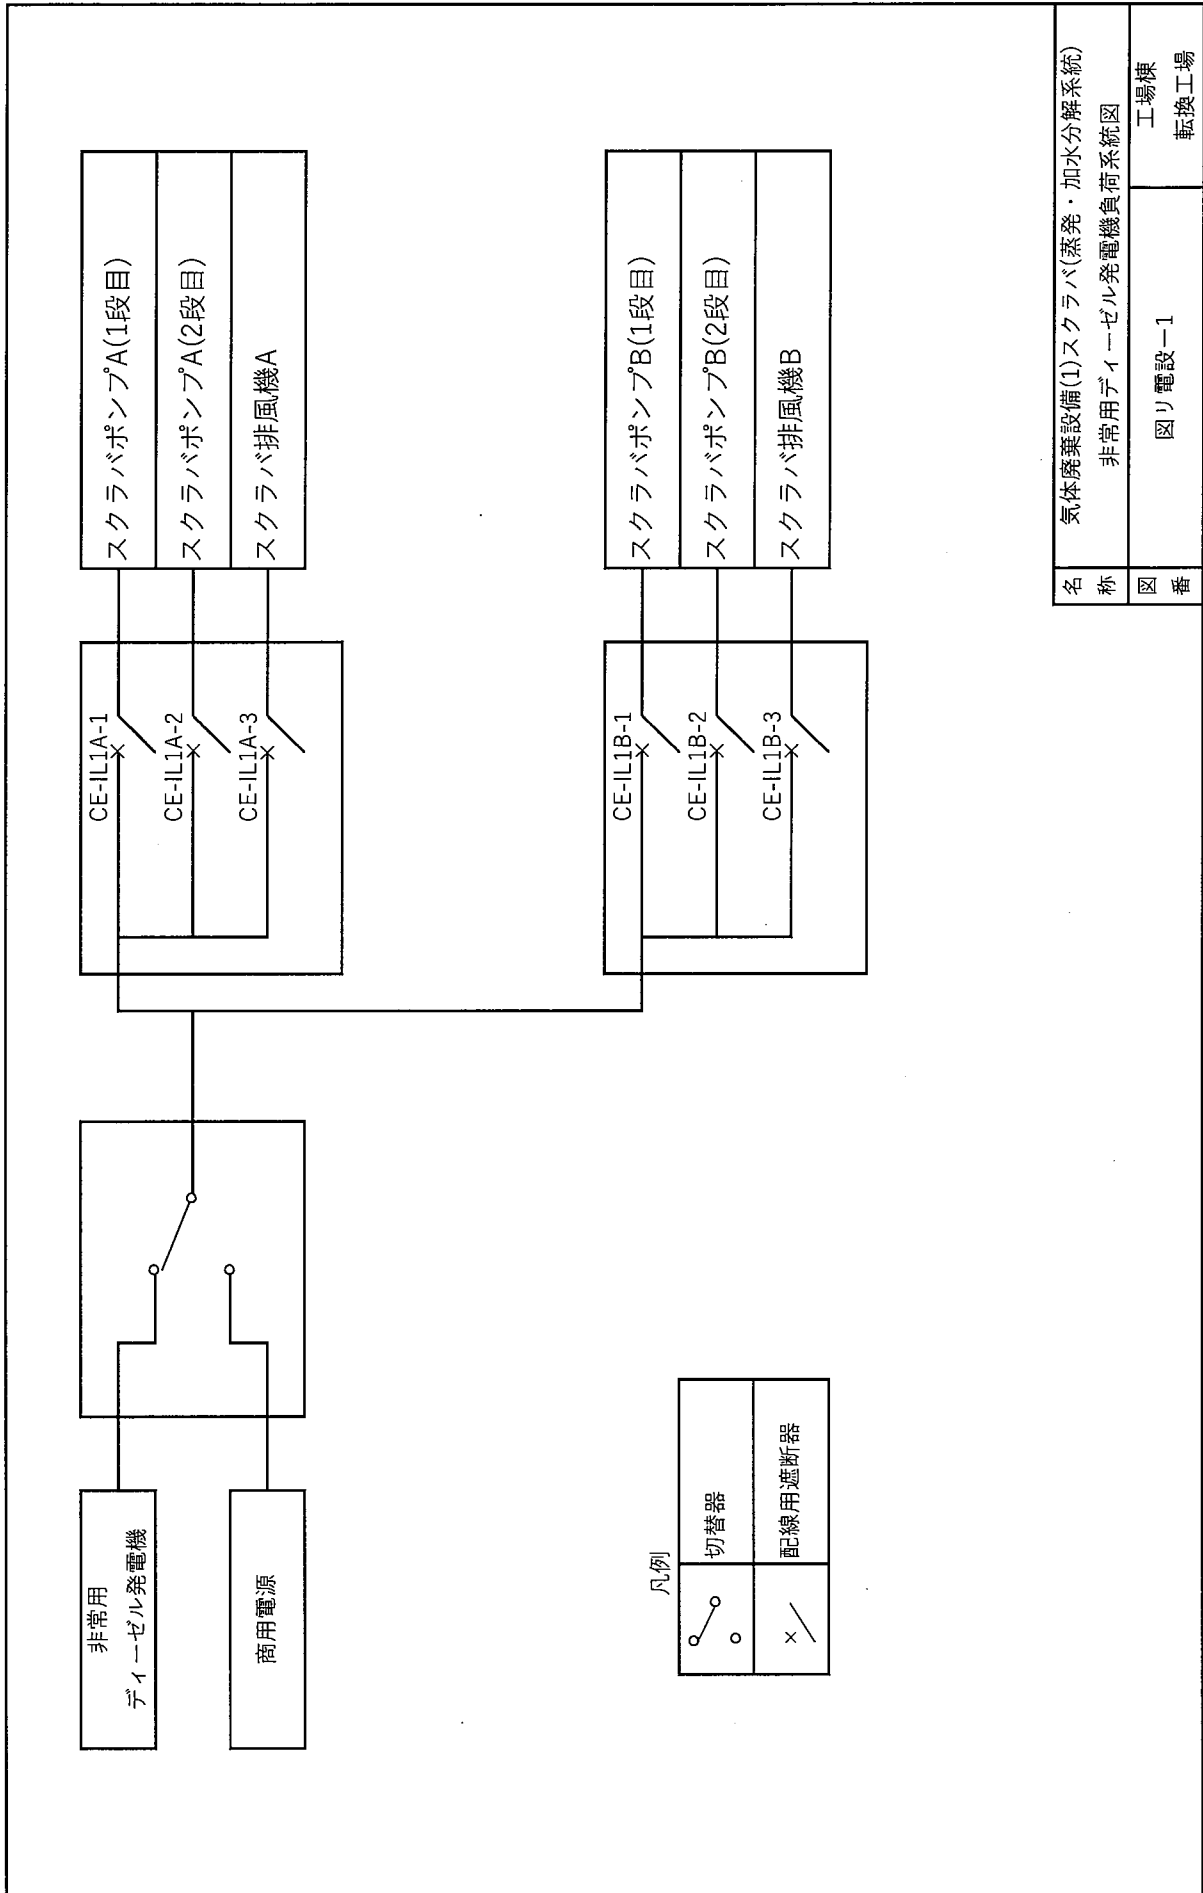 非常用
ディーゼル発電機
商用電源
CE-IL1A-1
CE-IL1A-2
CE-IL1A-3
スクラバポンプA(1段目)
スクラバポンプA(2段目)
スクラバ排風機A
CE-IL1B-1
CE-IL1B-2
CE-IL1B-3
スクラバポンプB(1段目)
スクラバポンプB(2段目)
スクラバ排風機B
凡例
切替器
配線用遮断器
名称
気体廃棄設備(1)スクラバ(蒸発・加水分解系統)
非常用ディーゼル発電機負荷系統図
図番
図リ電設-1
工場棟
転換工場